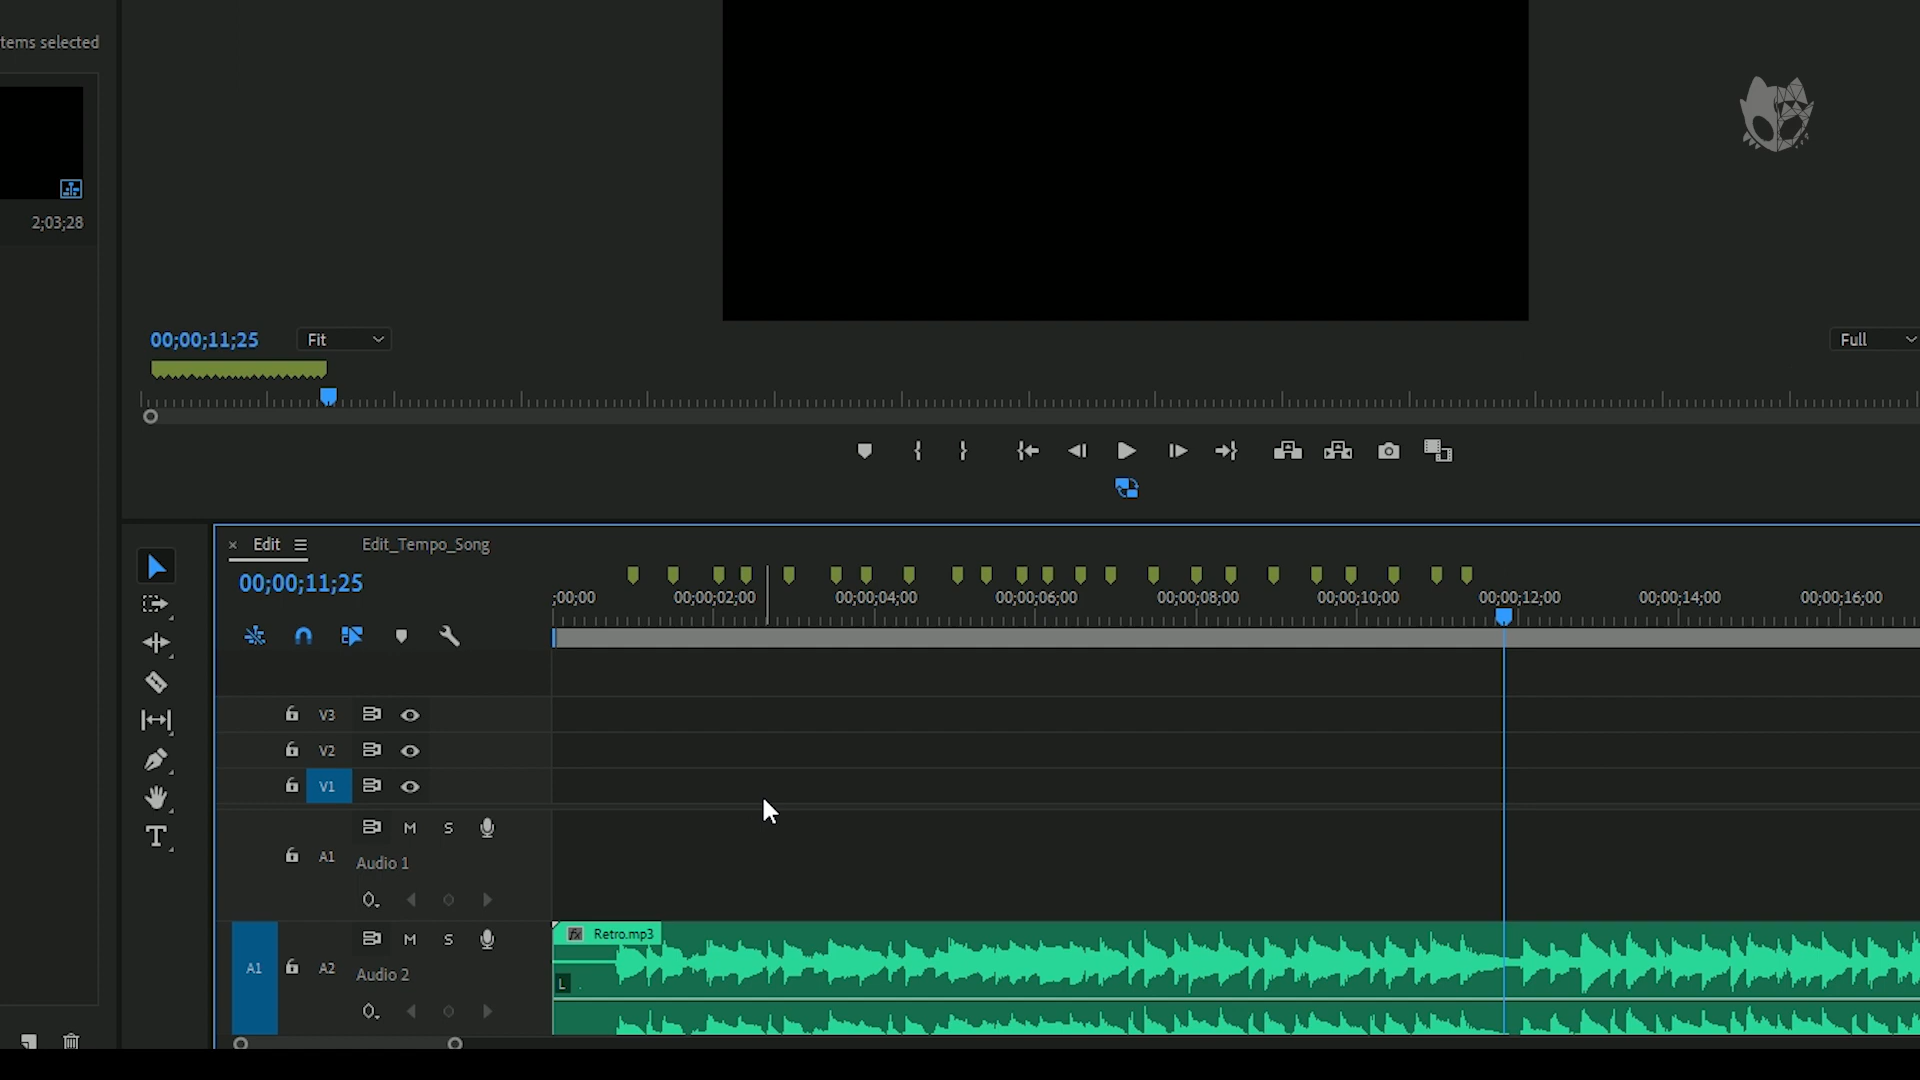 tems selected
2;03;28
00;00;11;25
Fit
Full
× Edit
Edit_Tempo_Song
00;00;11;25
;00;00
00;00;02;00
00;00;04;00
00;00;06;00
00;00;08;00
00;00;10;00
00;00;12;00
00;00;14;00
00;00;16;00
V3
V2
V1
M S
A1
Audio 1
fx Retro.mp3
M S
A1
A2
Audio 2
L